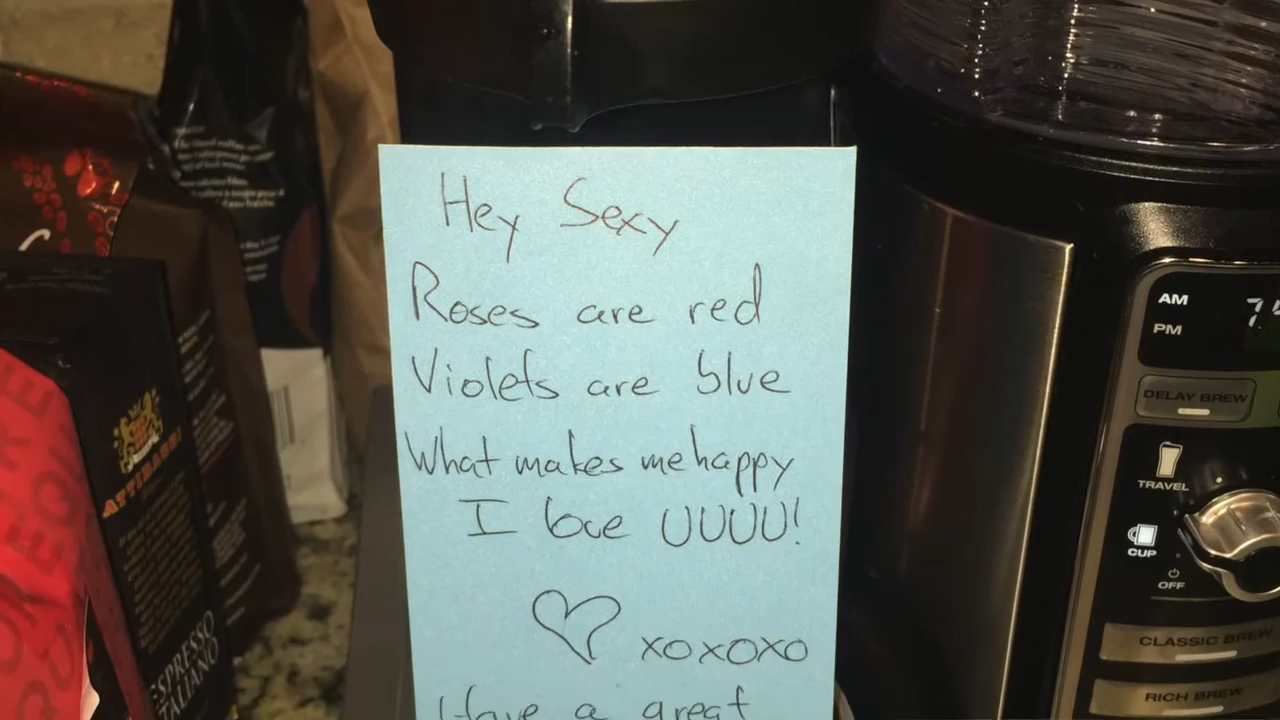 Hey Sexy
Roses are red
Violets are blue
What makes me happy
I love UUUU!
xoxoxo
Have a great
AM
PM
DELAY BREW
TRAVEL
CUP
OFF
CLASSIC BREW
RICH BREW
ATTIBASSI
ESPRESSO
ITALIANO